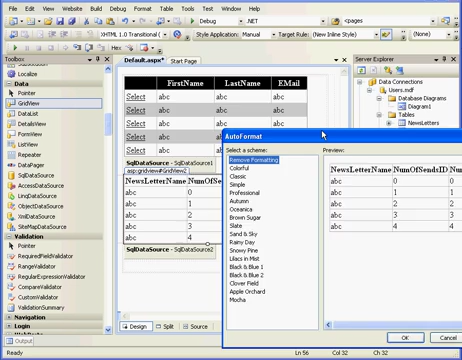 File Edit View Website Build Debug Format Table Tools Test Window Help
Debug .NET <pages
XHTML 1.0 Transitional ( Style Application: Manual Target Rule: (New Inline Style) (None)
Hex
Toolbox
Localize
Data
Pointer
GridView
DataList
DetailsView
FormView
ListView
Repeater
DataPager
SqlDataSource
AccessDataSource
LinqDataSource
ObjectDataSource
XmlDataSource
SiteMapDataSource
Validation
Pointer
RequiredFieldValidator
RangeValidator
RegularExpressionValidator
CompareValidator
CustomValidator
ValidationSummary
Navigation
Login
Output
Default.aspx* Start Page
FirstName LastName EMail
Select abc abc abc
Select abc abc abc
Select abc abc abc
Select abc abc abc
Select abc abc abc
SqlDataSource - SqlDataSource1
asp:gridview#GridView2
NewsLetterName NumOfSe
abc 0
abc 1
abc 2
abc 3
abc 4
SqlDataSource - SqlDataSource2
Design Split Source
Server Explorer
Data Connections
Users.mdf
Database Diagrams
Diagram1
Tables
NewsLetters
AutoFormat
Select a scheme:
Remove Formatting
Colorful
Classic
Simple
Professional
Autumn
Oceanica
Brown Sugar
Slate
Sand & Sky
Rainy Day
Snowy Pine
Lilacs in Mist
Black & Blue 1
Black & Blue 2
Clover Field
Apple Orchard
Mocha
Preview:
NewsLetterName NumOfSendsID Num
abc 0 0
abc 1 1
abc 2 2
abc 3 3
abc 4 4
OK Cancel
Ready Ln 56 Col 32 Ch 32